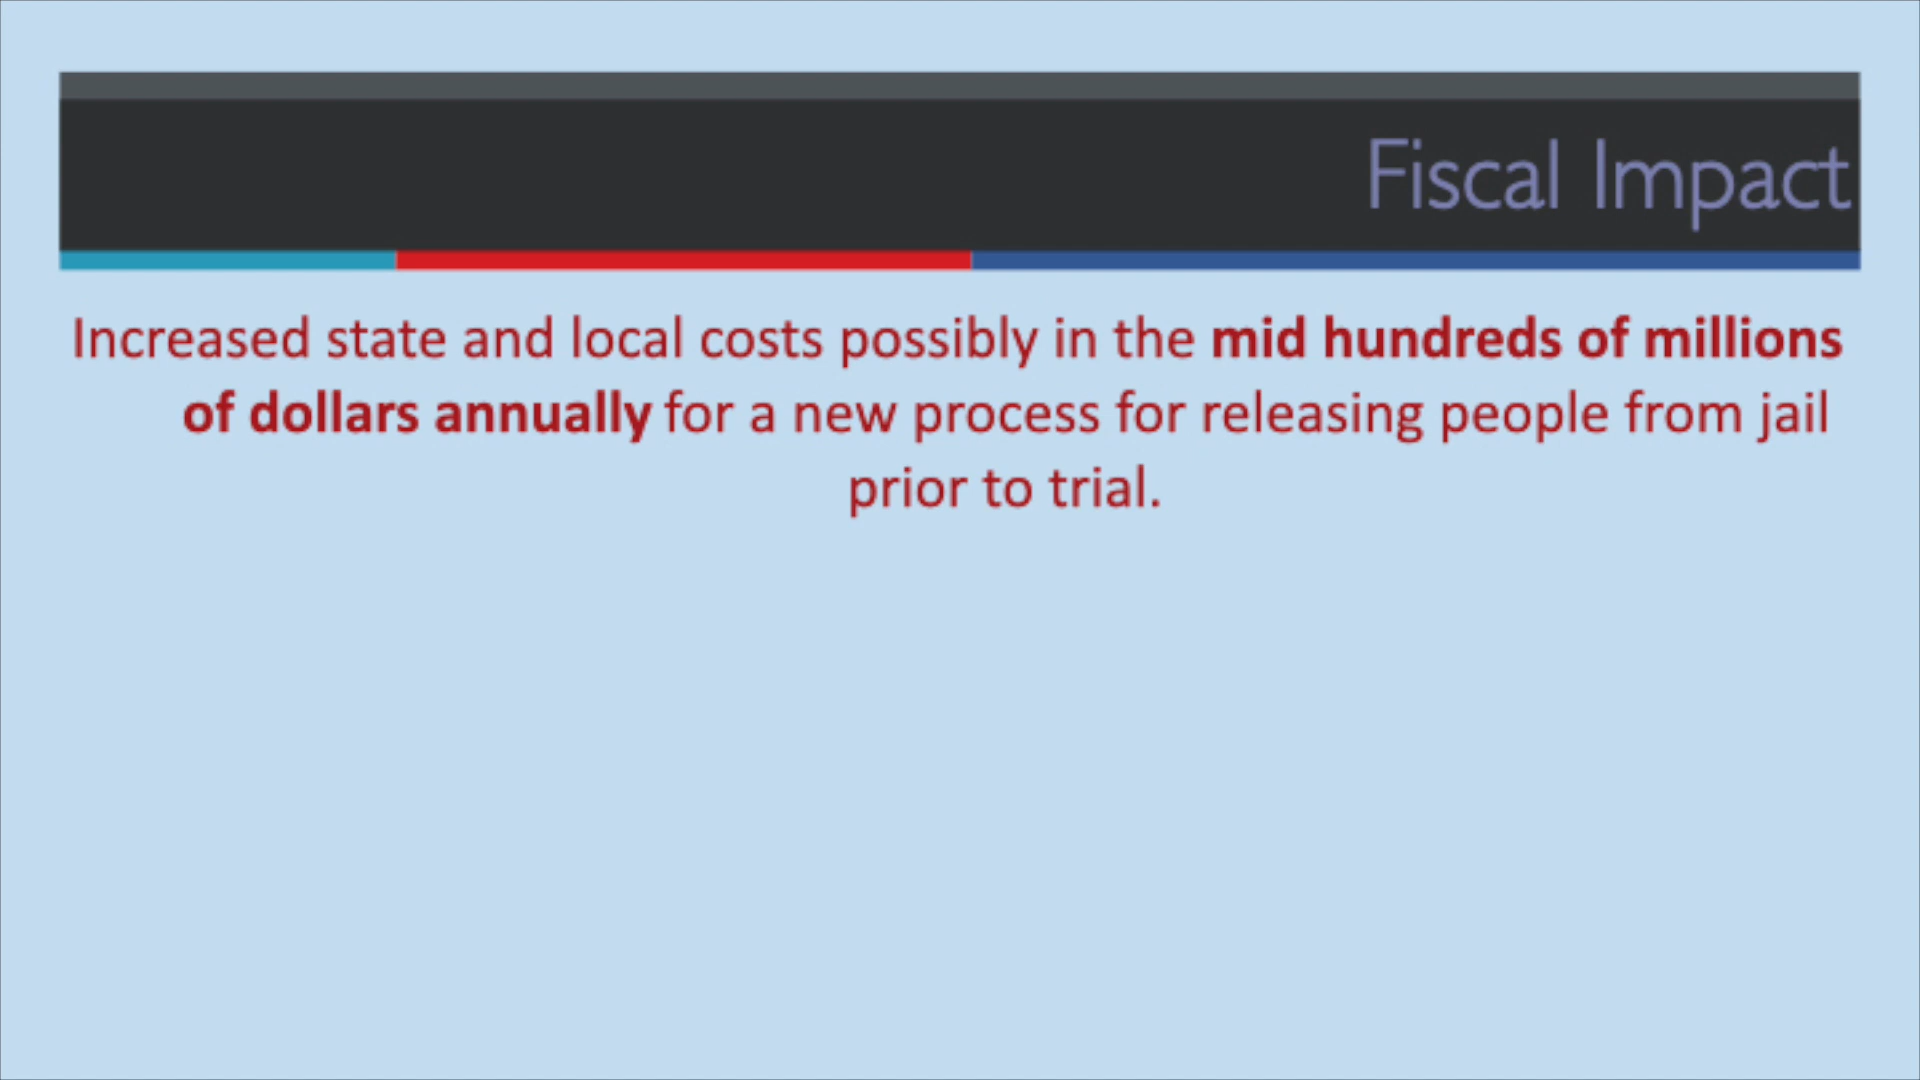 Fiscal Impact
Increased state and local costs possibly in the mid hundreds of millions
of dollars annually for a new process for releasing people from jail
prior to trial.